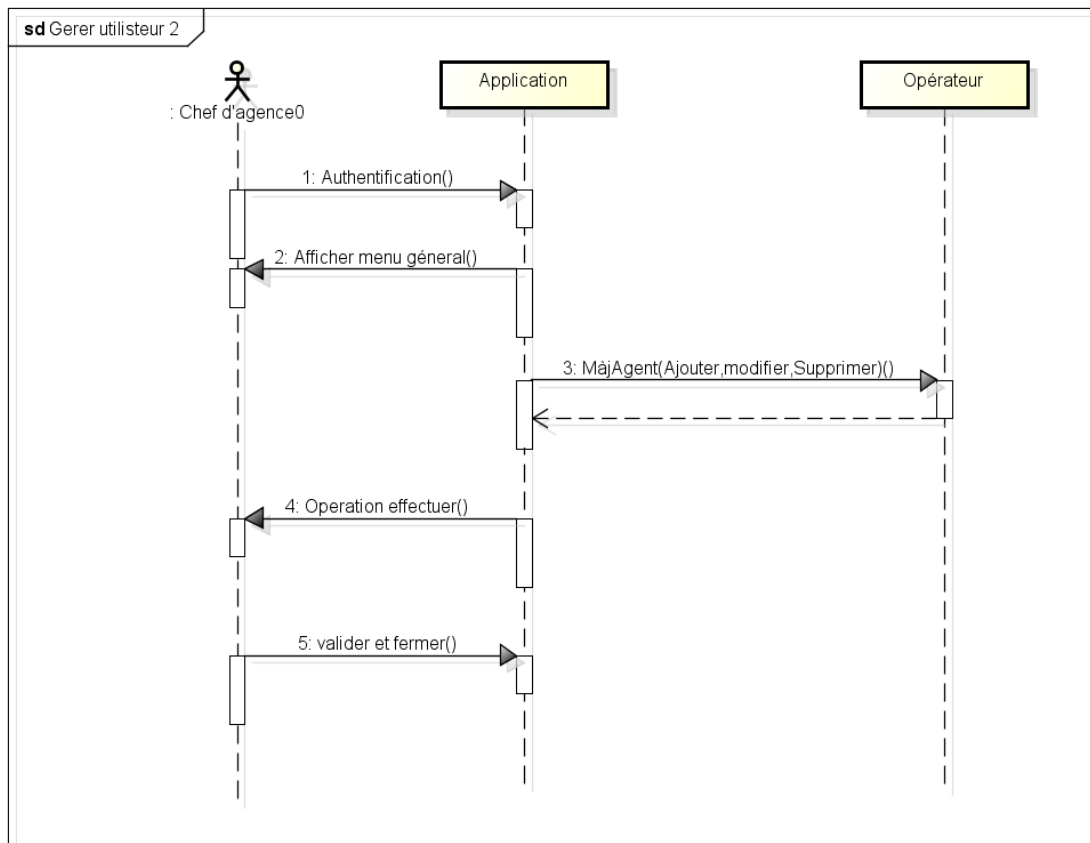 sd Gerer utilisteur 2
: Chef d'agence0
Application
Opérateur
1: Authentification()
2: Afficher menu géneral()
3: MàjAgent(Ajouter,modifier,Supprimer)()
4: Operation effectuer()
5: valider et fermer()